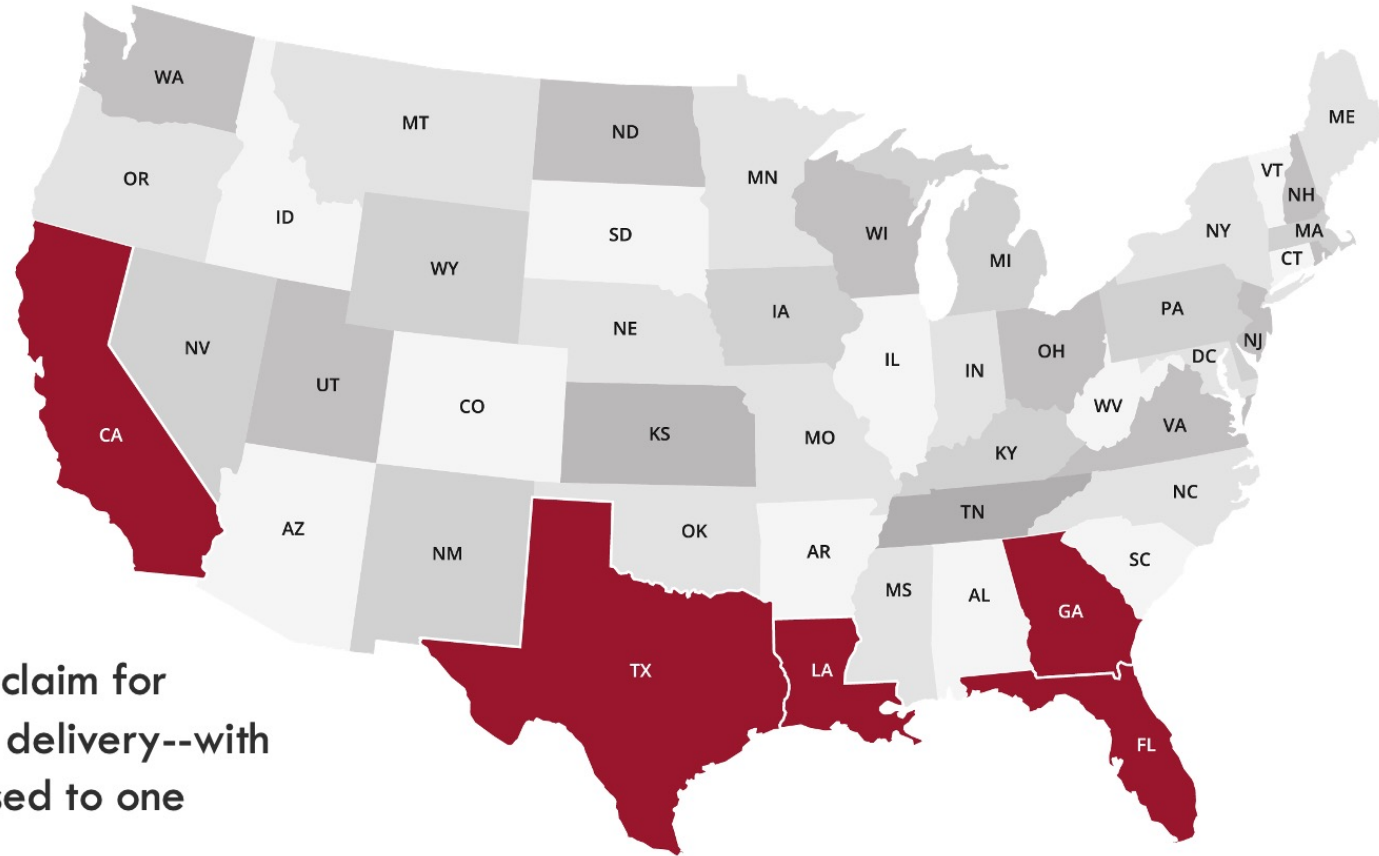 WA
MT
ND
MN
ME
OR
ID
SD
WI
VT
NH
NY
MA
CT
WY
MI
IA
PA
NE
NV
IL
IN
OH
NJ
DC
UT
CO
WV
CA
KS
MO
VA
KY
NC
TN
AZ
NM
OK
AR
SC
MS
AL
GA
TX
LA
FL
claim for
delivery--with
sed to one